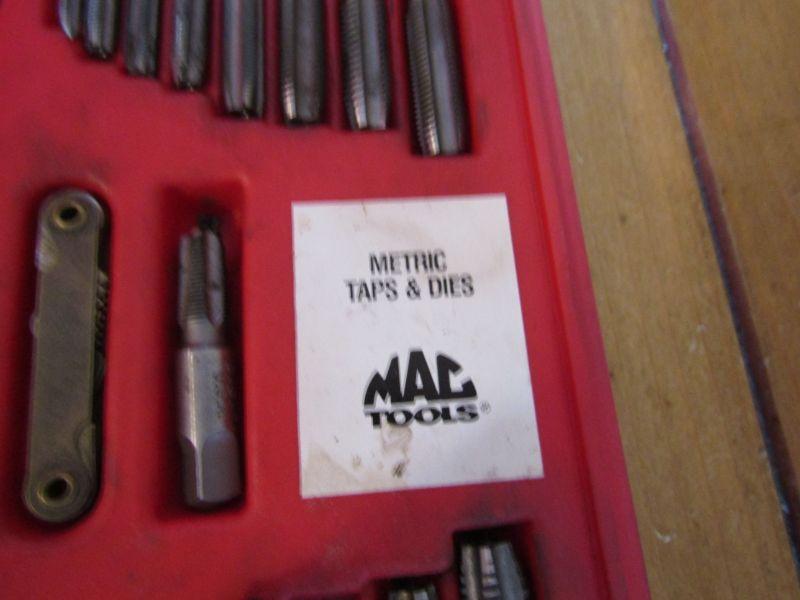 METRIC
TAPS & DIES
MAC
TOOLS®